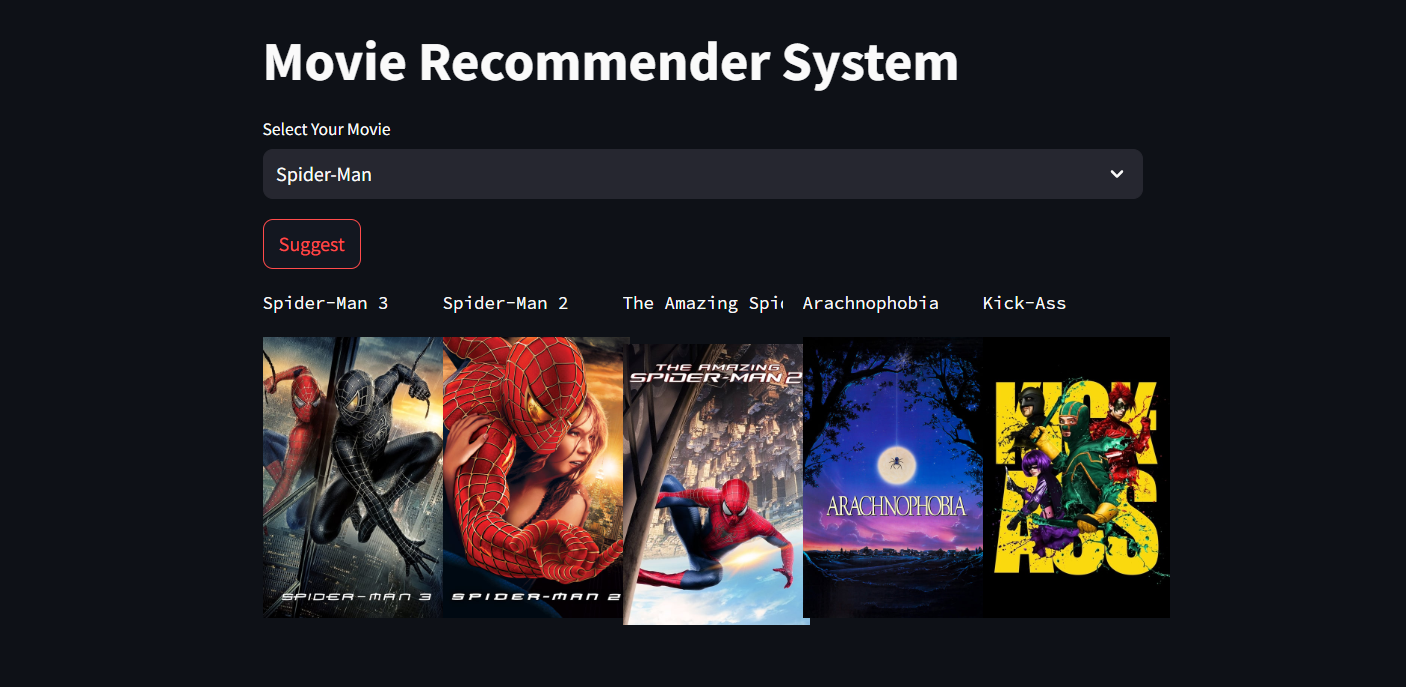 Movie Recommender System
Select Your Movie
Spider-Man
Suggest
Spider-Man 3
Spider-Man 2
The Amazing Spi
Arachnophobia
Kick-Ass
SPIDER-MAN 3
SPIDER-MAN 2
THE AMAZING
SPIDER-MAN 2
ARACHNOPHOBIA
KICK
ASS